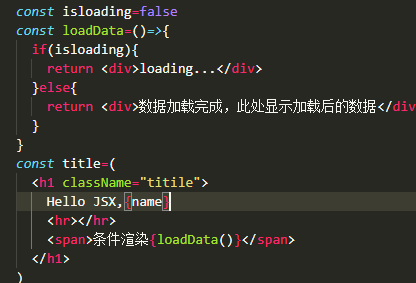 const isloading=false
const loadData=()=>{
  if(isloading){
    return <div>loading...</div>
  }else{
    return <div>数据加载完成，此处显示加载后的数据</div
  }
}
const title=(
  <h1 className="titile">
    Hello JSX,{name}
    <hr></hr>
    <span>条件渲染{loadData()}</span>
  </h1>
)